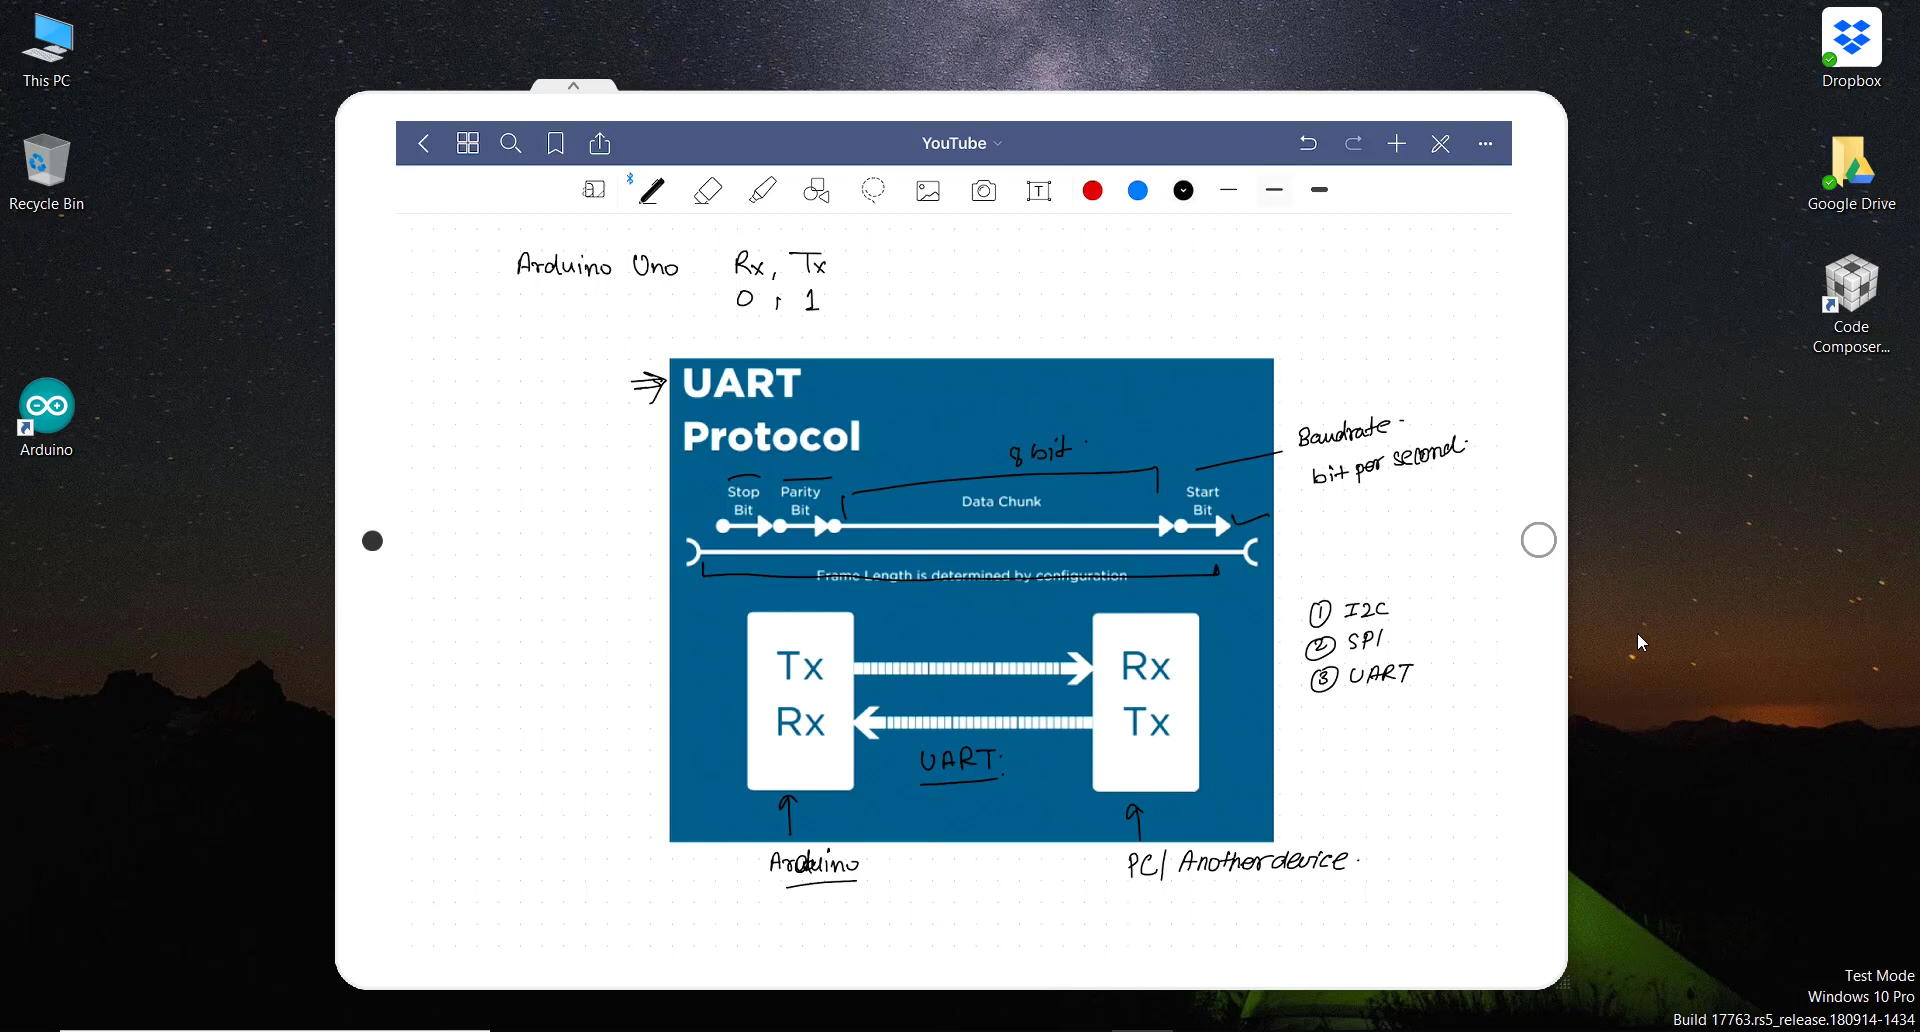 This PC
Recycle Bin
Arduino
Dropbox
Google Drive
Code
Composer...
YouTube
T
Arduino Uno Rx, Tx
0, 1
UART
Protocol
8 bit
Baudrate
bit per second
Stop
Bit
Parity
Bit
Data Chunk
Start
Bit
Frame Length is determined by configuration
① I2C
② SPI
③ UART
Tx Rx
Rx Tx
UART:
Arduino
PC/ Another device.
Test Mode
Windows 10 Pro
Build 17763.rs5_release.180914-1434